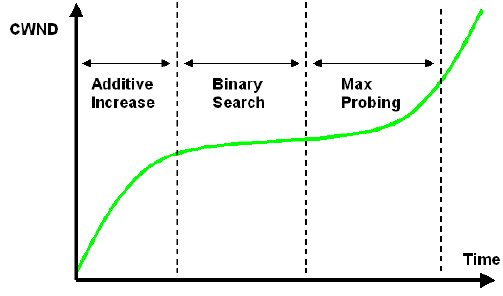 CWND
Additive
Increase
Binary
Search
Max
Probing
Time